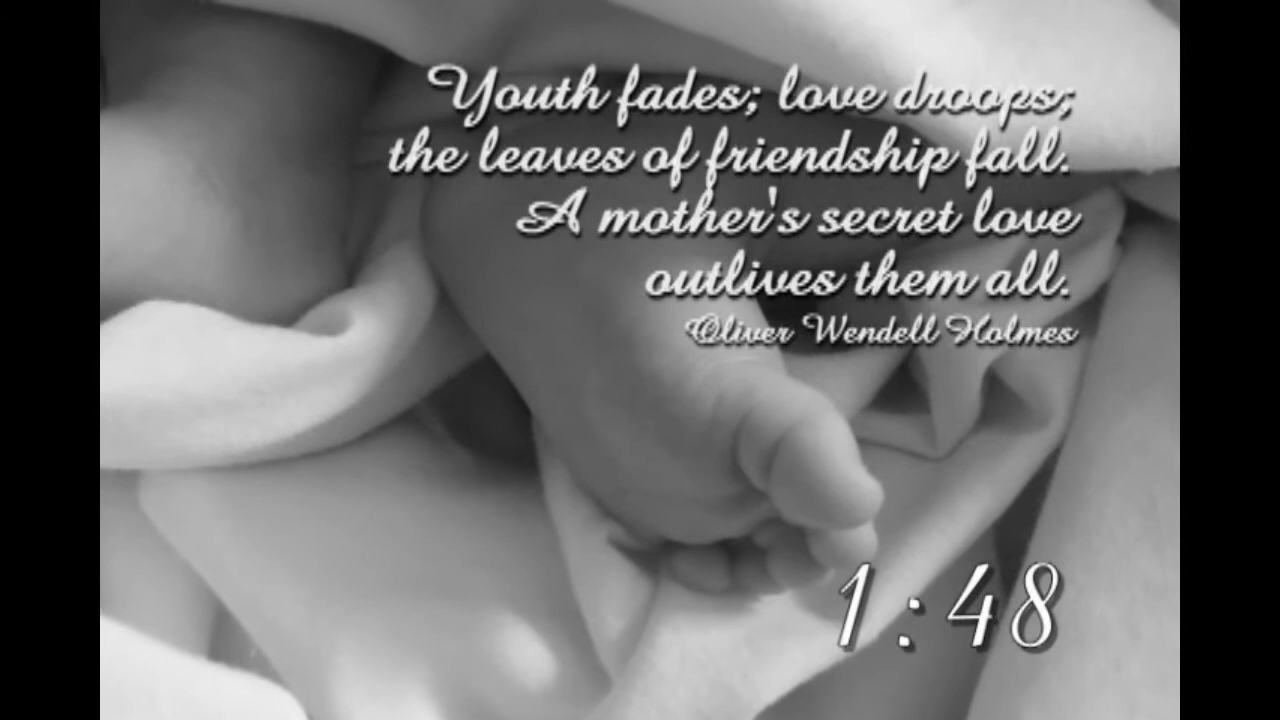 Youth fades; love droops;
the leaves of friendship fall.
A mother's secret love
outlives them all.
Oliver Wendell Holmes
1:48